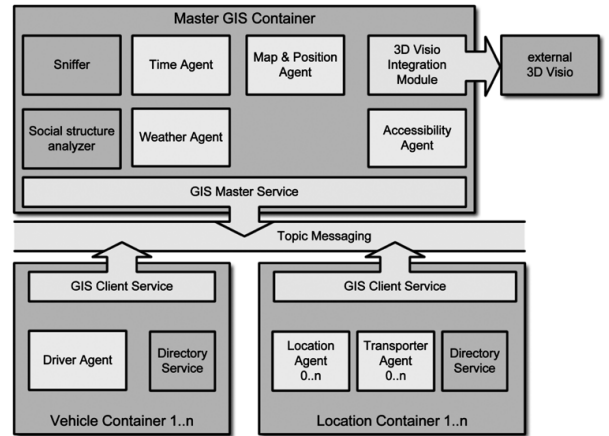 Master GIS Container
Sniffer
Time Agent
Map & Position
Agent
3D Visio
Integration
Module
external
3D Visio
Social structure
analyzer
Weather Agent
Accessibility
Agent
GIS Master Service
Topic Messaging
GIS Client Service
Driver Agent
Directory
Service
Vehicle Container 1..n
GIS Client Service
Location
Agent
0..n
Transporter
Agent
0..n
Directory
Service
Location Container 1..n